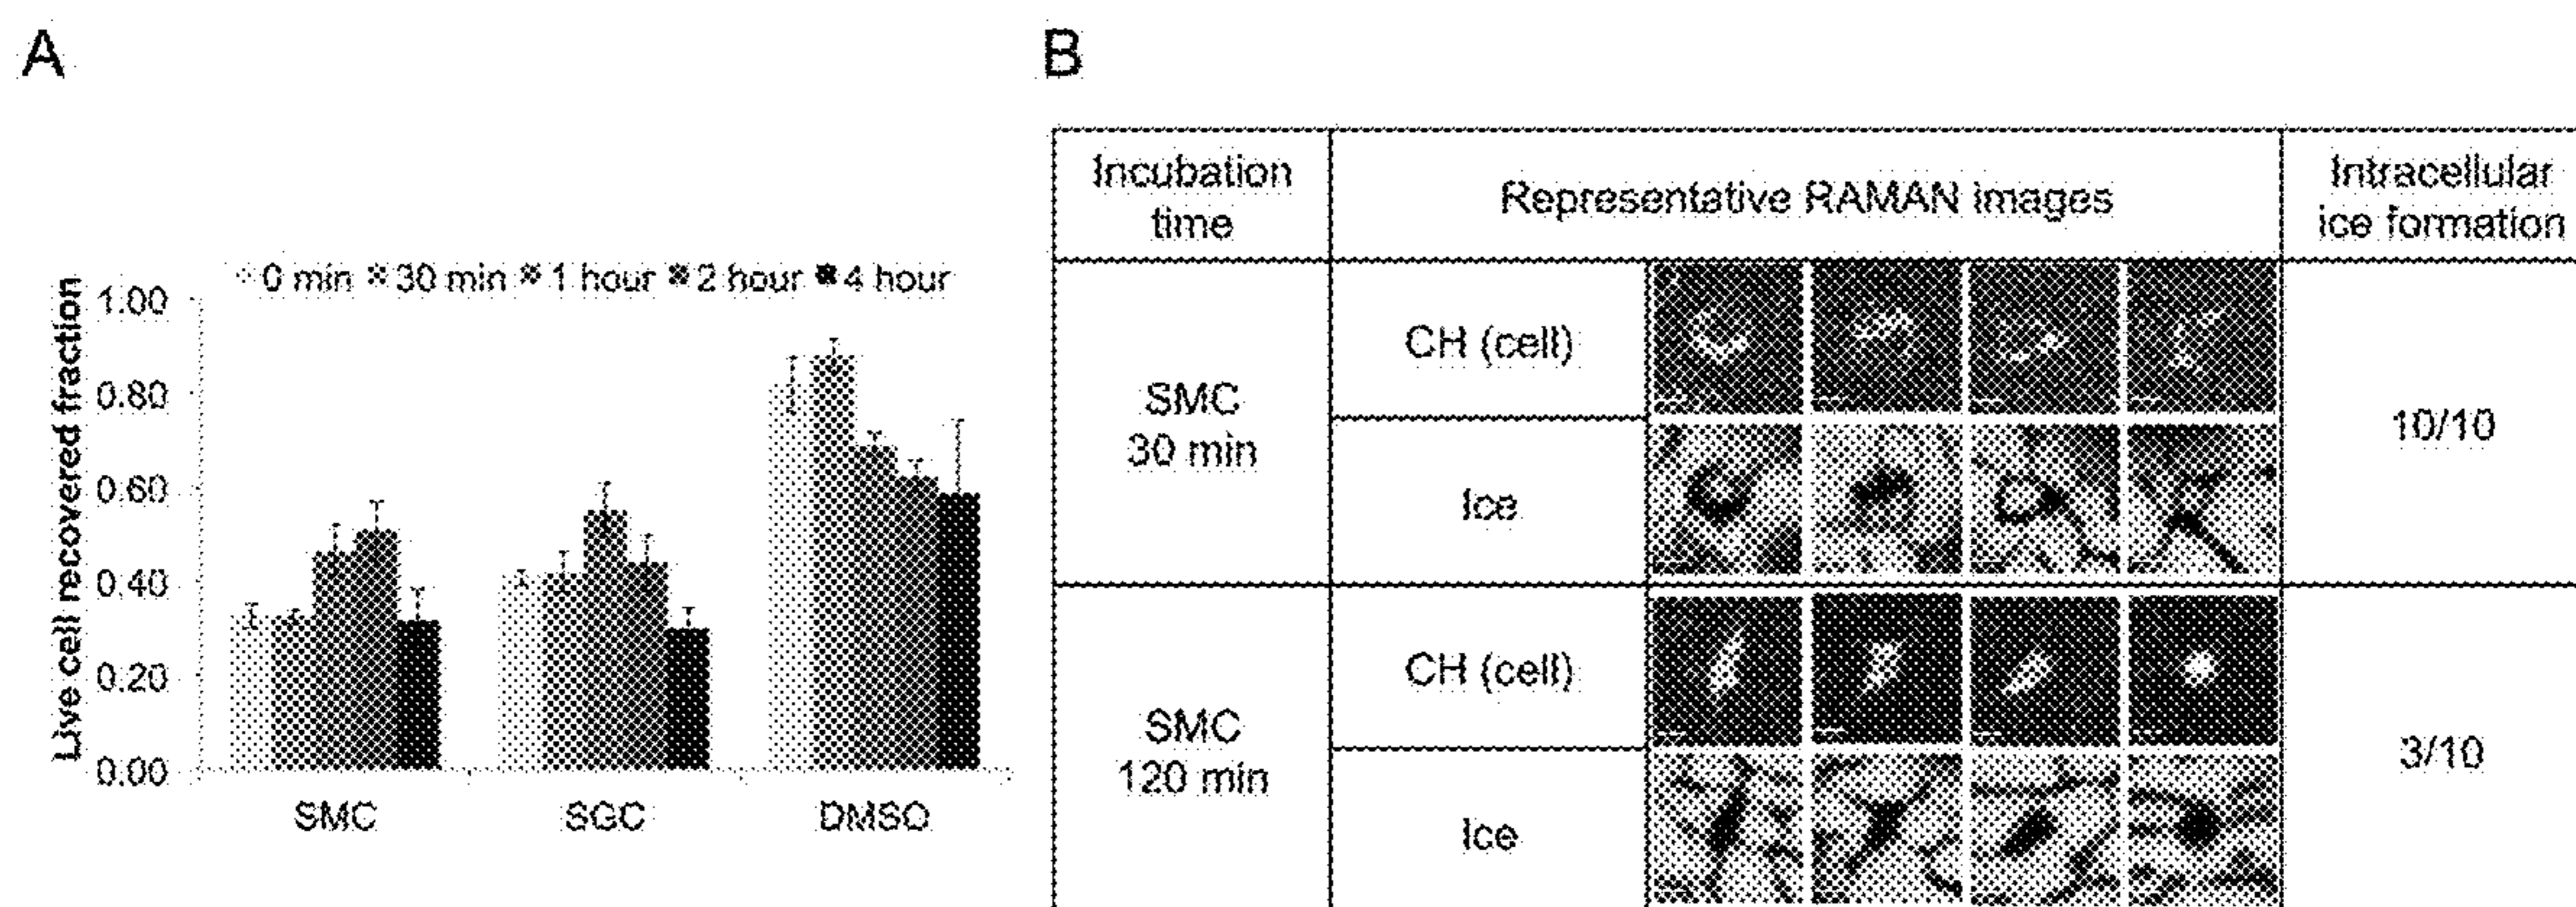 A
B
0 min 30 min 1 hour 2 hour 4 hour
Live cell recovered fraction
1.00
0.80
0.60
0.40
0.20
0.00
SMC SGC DMSO
Incubation
time
Representative RAMAN images
Intracellular
ice formation
SMC
30 min
CH (cell)
Ice
10/10
SMC
120 min
CH (cell)
Ice
3/10